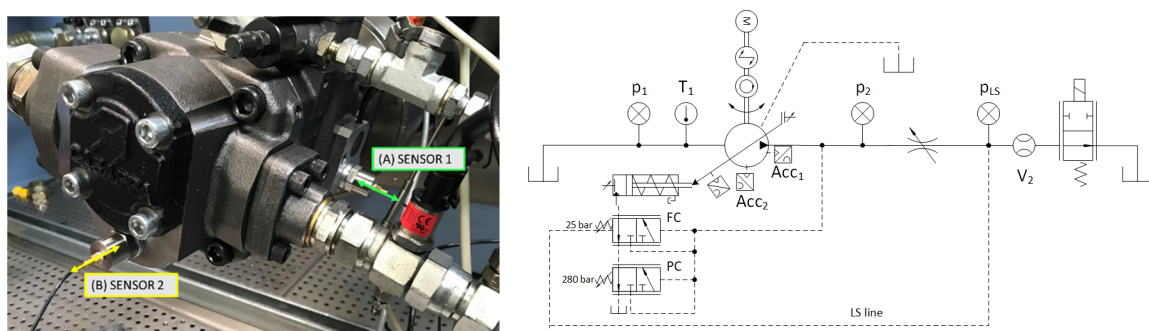 (A) SENSOR 1
CE
(B) SENSOR 2
M
p1
T1
p2
pLS
Acc1
V2
Acc2
25 bar
FC
280 bar
PC
LS line